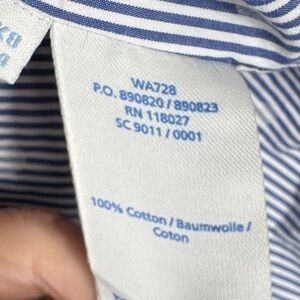 WA728
P.O. 890820 / 890823
RN 118027
SC 9011 / 0001
100% Cotton / Baumwolle /
Coton